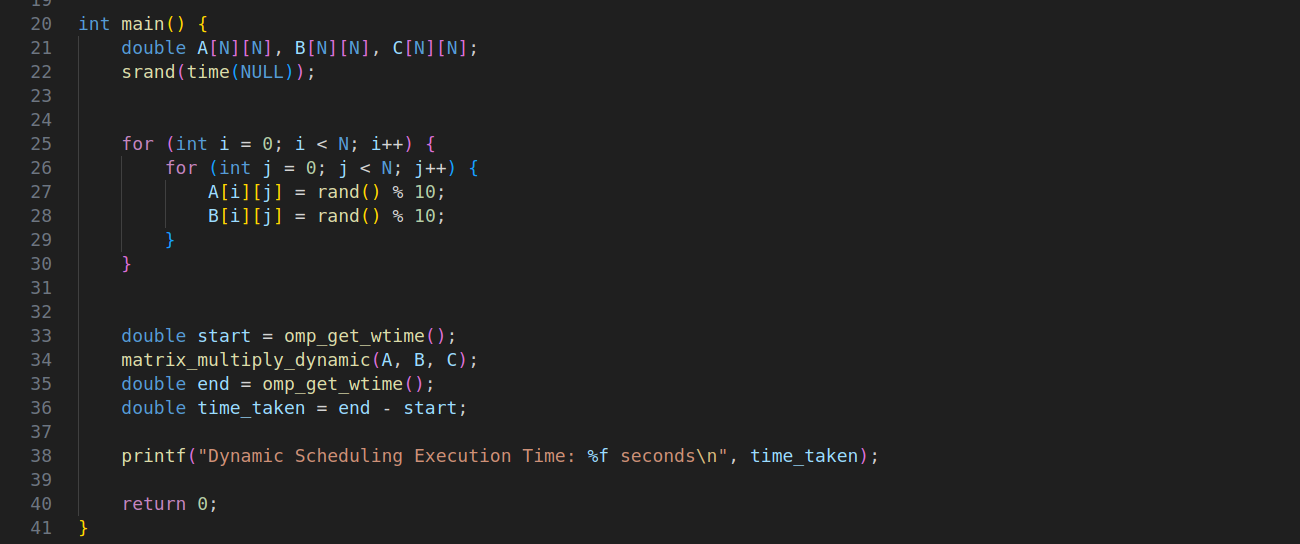 19
20 int main() {
21     double A[N][N], B[N][N], C[N][N];
22     srand(time(NULL));
23
24
25     for (int i = 0; i < N; i++) {
26         for (int j = 0; j < N; j++) {
27             A[i][j] = rand() % 10;
28             B[i][j] = rand() % 10;
29         }
30     }
31
32
33     double start = omp_get_wtime();
34     matrix_multiply_dynamic(A, B, C);
35     double end = omp_get_wtime();
36     double time_taken = end - start;
37
38     printf("Dynamic Scheduling Execution Time: %f seconds\n", time_taken);
39
40     return 0;
41 }